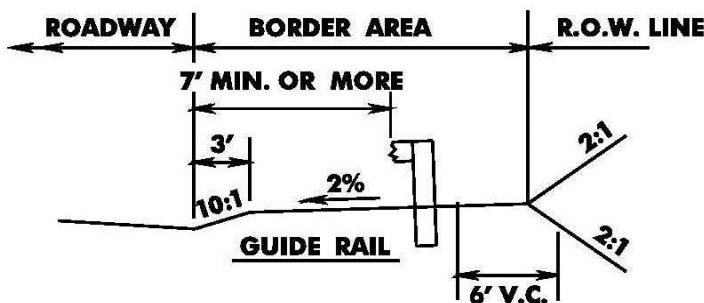 ROADWAY BORDER AREA R.O.W. LINE
7' MIN. OR MORE
3'
10:1
2%
2:1
2:1
GUIDE RAIL
6' V.C.